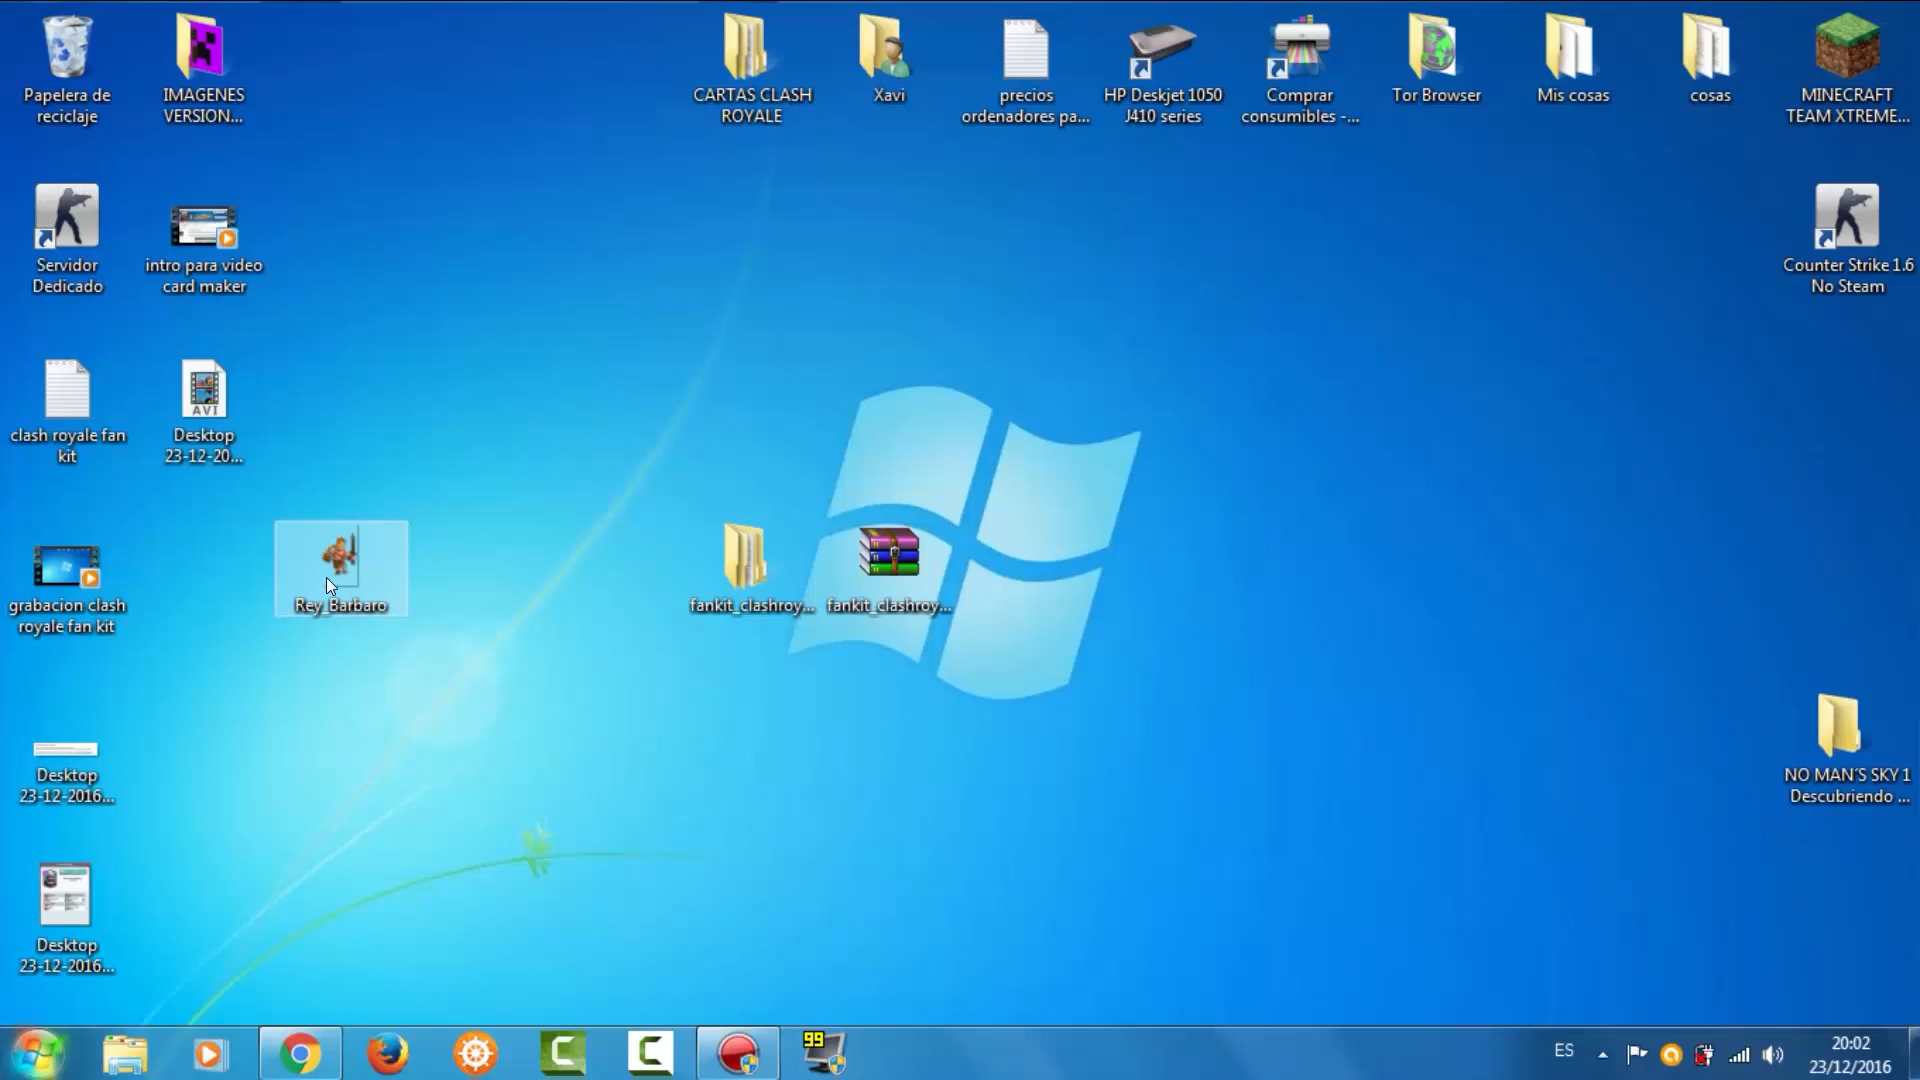 Papelera de
reciclaje
IMAGENES
VERSION...
CARTAS CLASH
ROYALE
Xavi
precios
ordenadores pa...
HP Deskjet 1050
J410 series
Comprar
consumibles -...
Tor Browser
Mis cosas
cosas
MINECRAFT
TEAM XTREME...
Servidor
Dedicado
intro para video
card maker
Counter Strike 1.6
No Steam
clash royale fan
kit
AVI
Desktop
23-12-20...
grabacion clash
royale fan kit
Rey_Barbaro
fankit_clashroy...
fankit_clashroy...
Desktop
23-12-2016...
NO MAN´S SKY 1
Descubriendo ...
Desktop
23-12-2016...
99
ES
20:02
23/12/2016